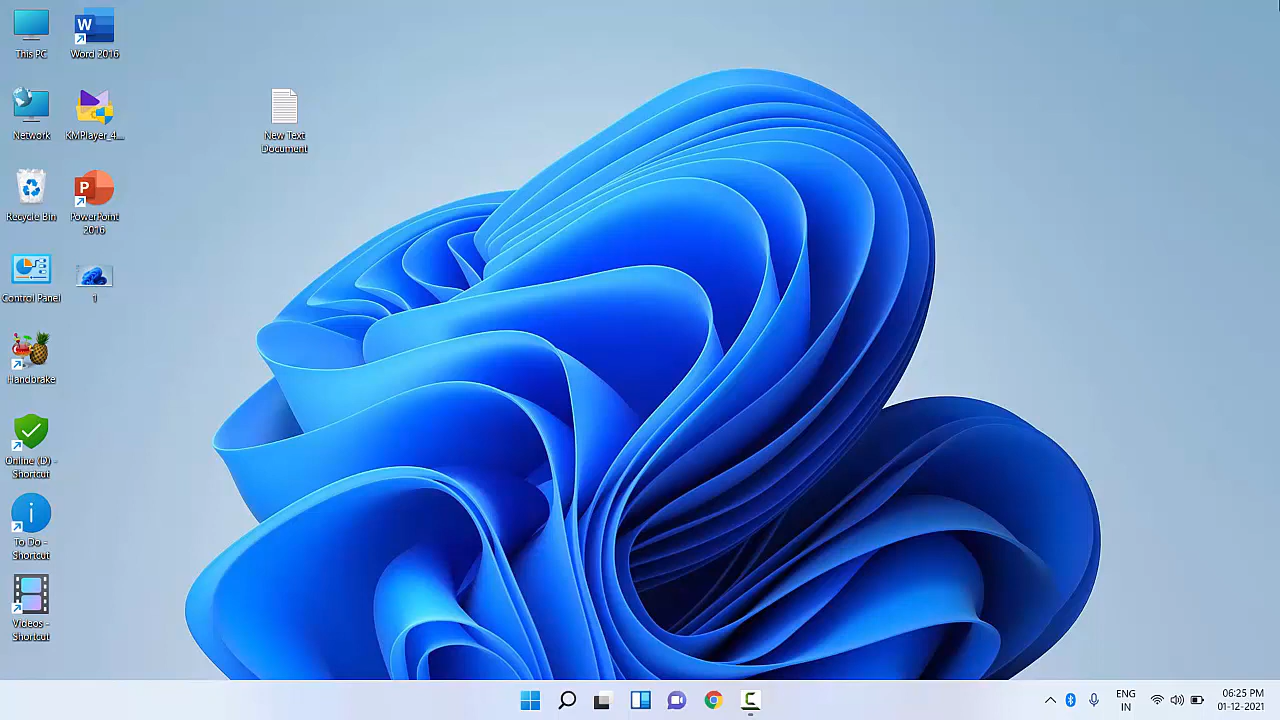 This PC
Word 2016
Network
KMPlayer_4...
New Text
Document
Recycle Bin
PowerPoint
2016
Control Panel
1
Handbrake
Online (D) -
Shortcut
To Do -
Shortcut
Videos -
Shortcut
ENG
IN
06:25 PM
01-12-2021